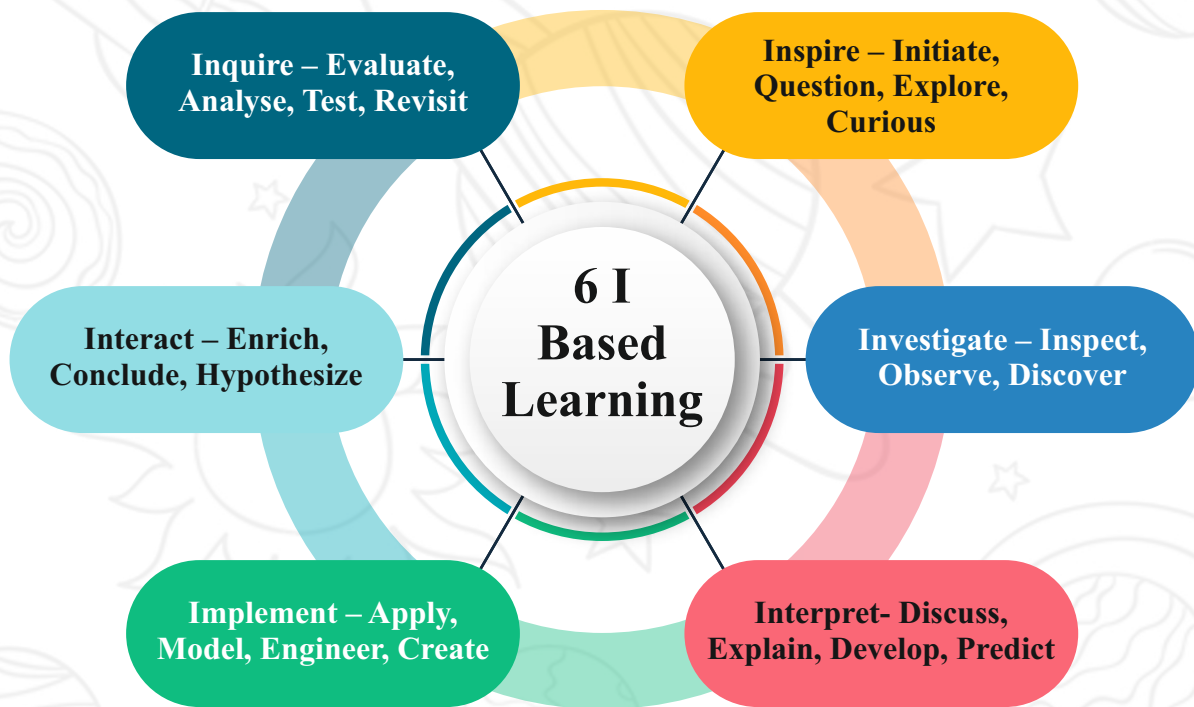 Inquire – Evaluate,
Analyse, Test, Revisit
Inspire – Initiate,
Question, Explore,
Curious
6 I
Based
Learning
Interact – Enrich,
Conclude, Hypothesize
Investigate – Inspect,
Observe, Discover
Implement – Apply,
Model, Engineer, Create
Interpret- Discuss,
Explain, Develop, Predict